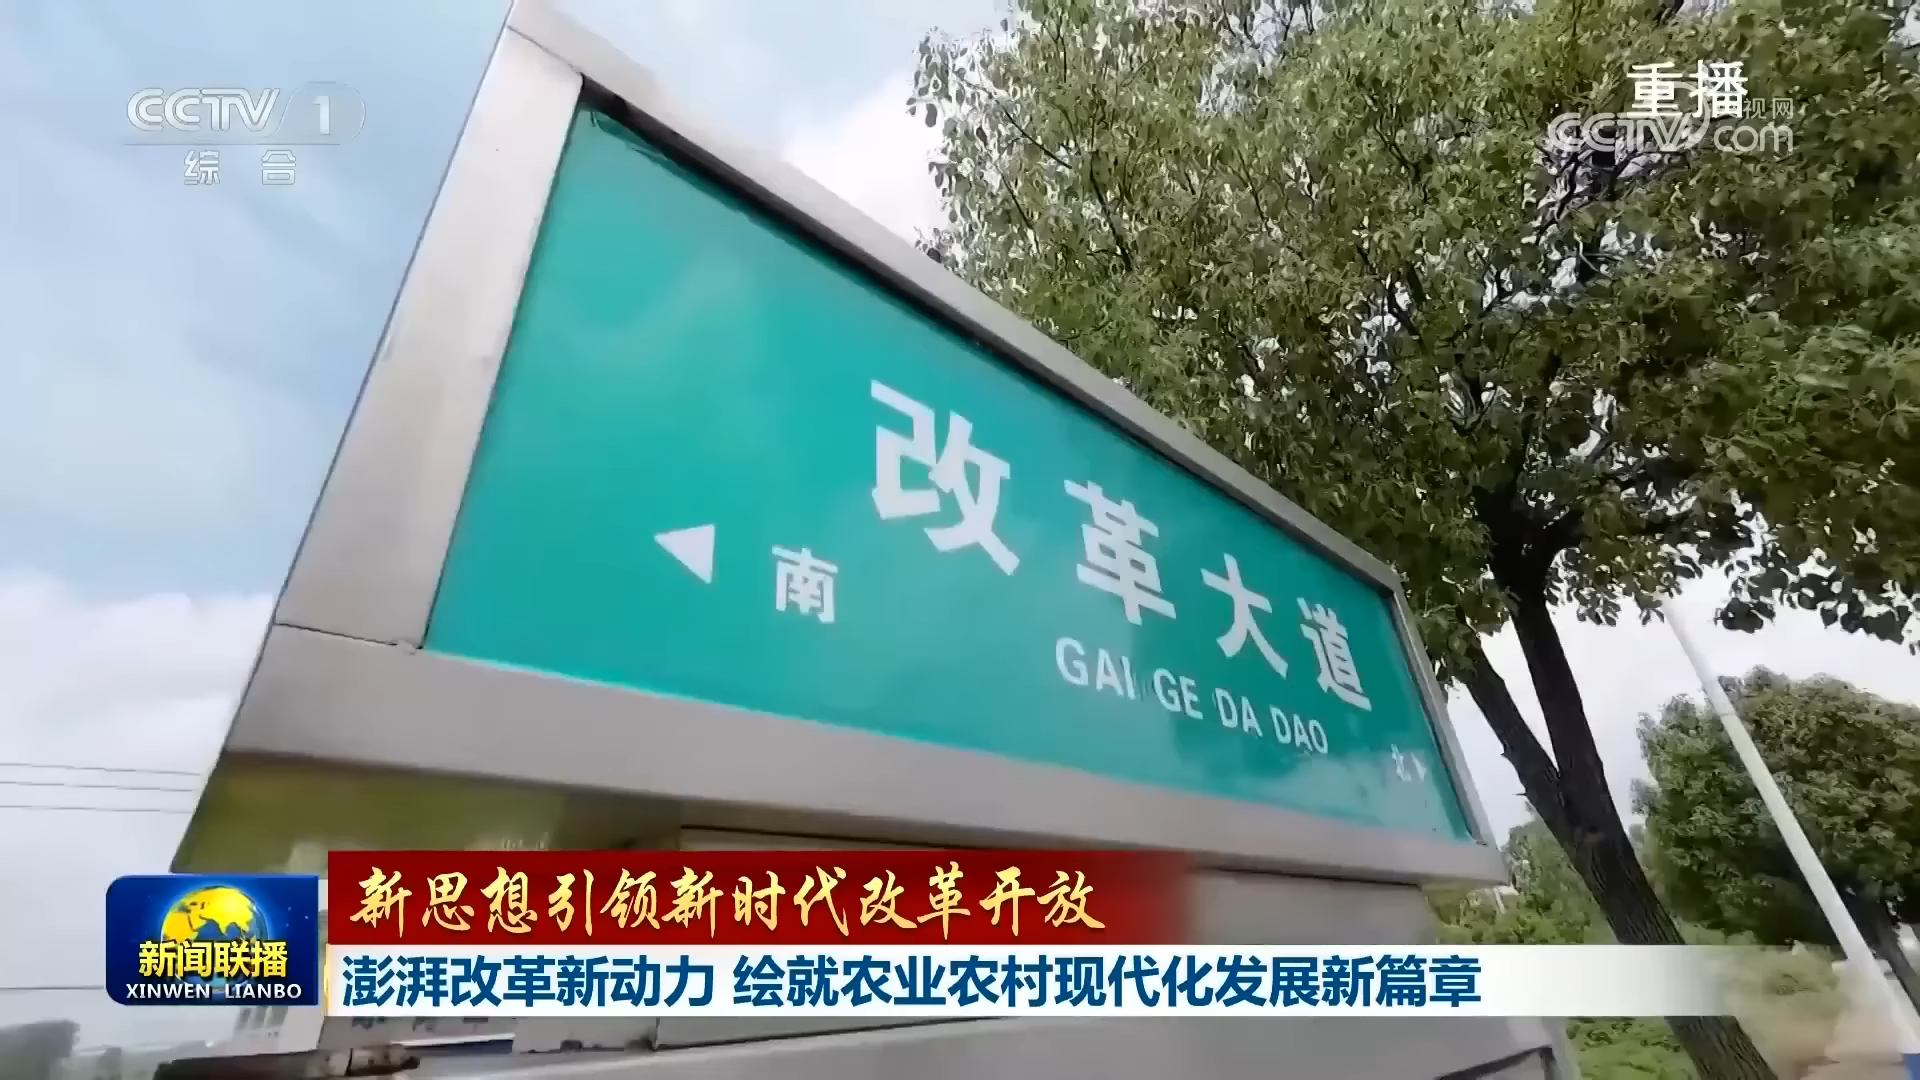 CCTV 1
综合
重播
视网
CCTV.com
改革大道
南
GAI GE DA DAO
北
新思想引领新时代改革开放
新闻联播
XINWEN LIANBO
澎湃改革新动力 绘就农业农村现代化发展新篇章